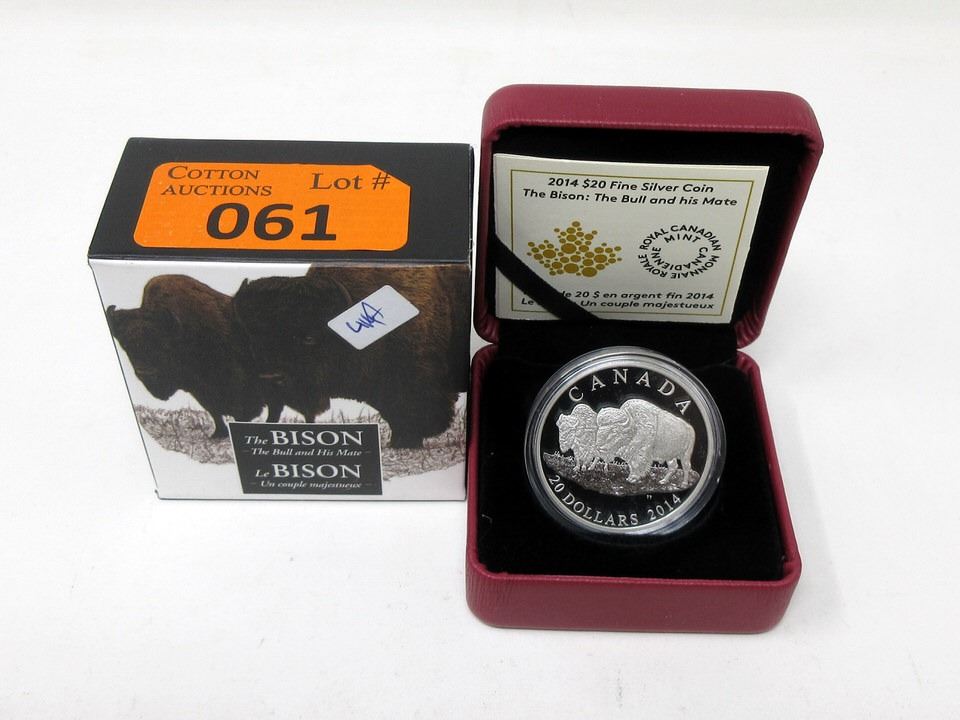 COTTON
AUCTIONS
Lot #
061
The BISON
- The Bull and His Mate -
Le BISON
- Un couple majestueux -
2014 $20 Fine Silver Coin
The Bison: The Bull and his Mate
ROYAL CANADIAN MINT
MONNAIE ROYALE CANADIENNE
de 20 $ en argent fin 2014
Le Un couple majestueux
CANADA
20 DOLLARS 2014